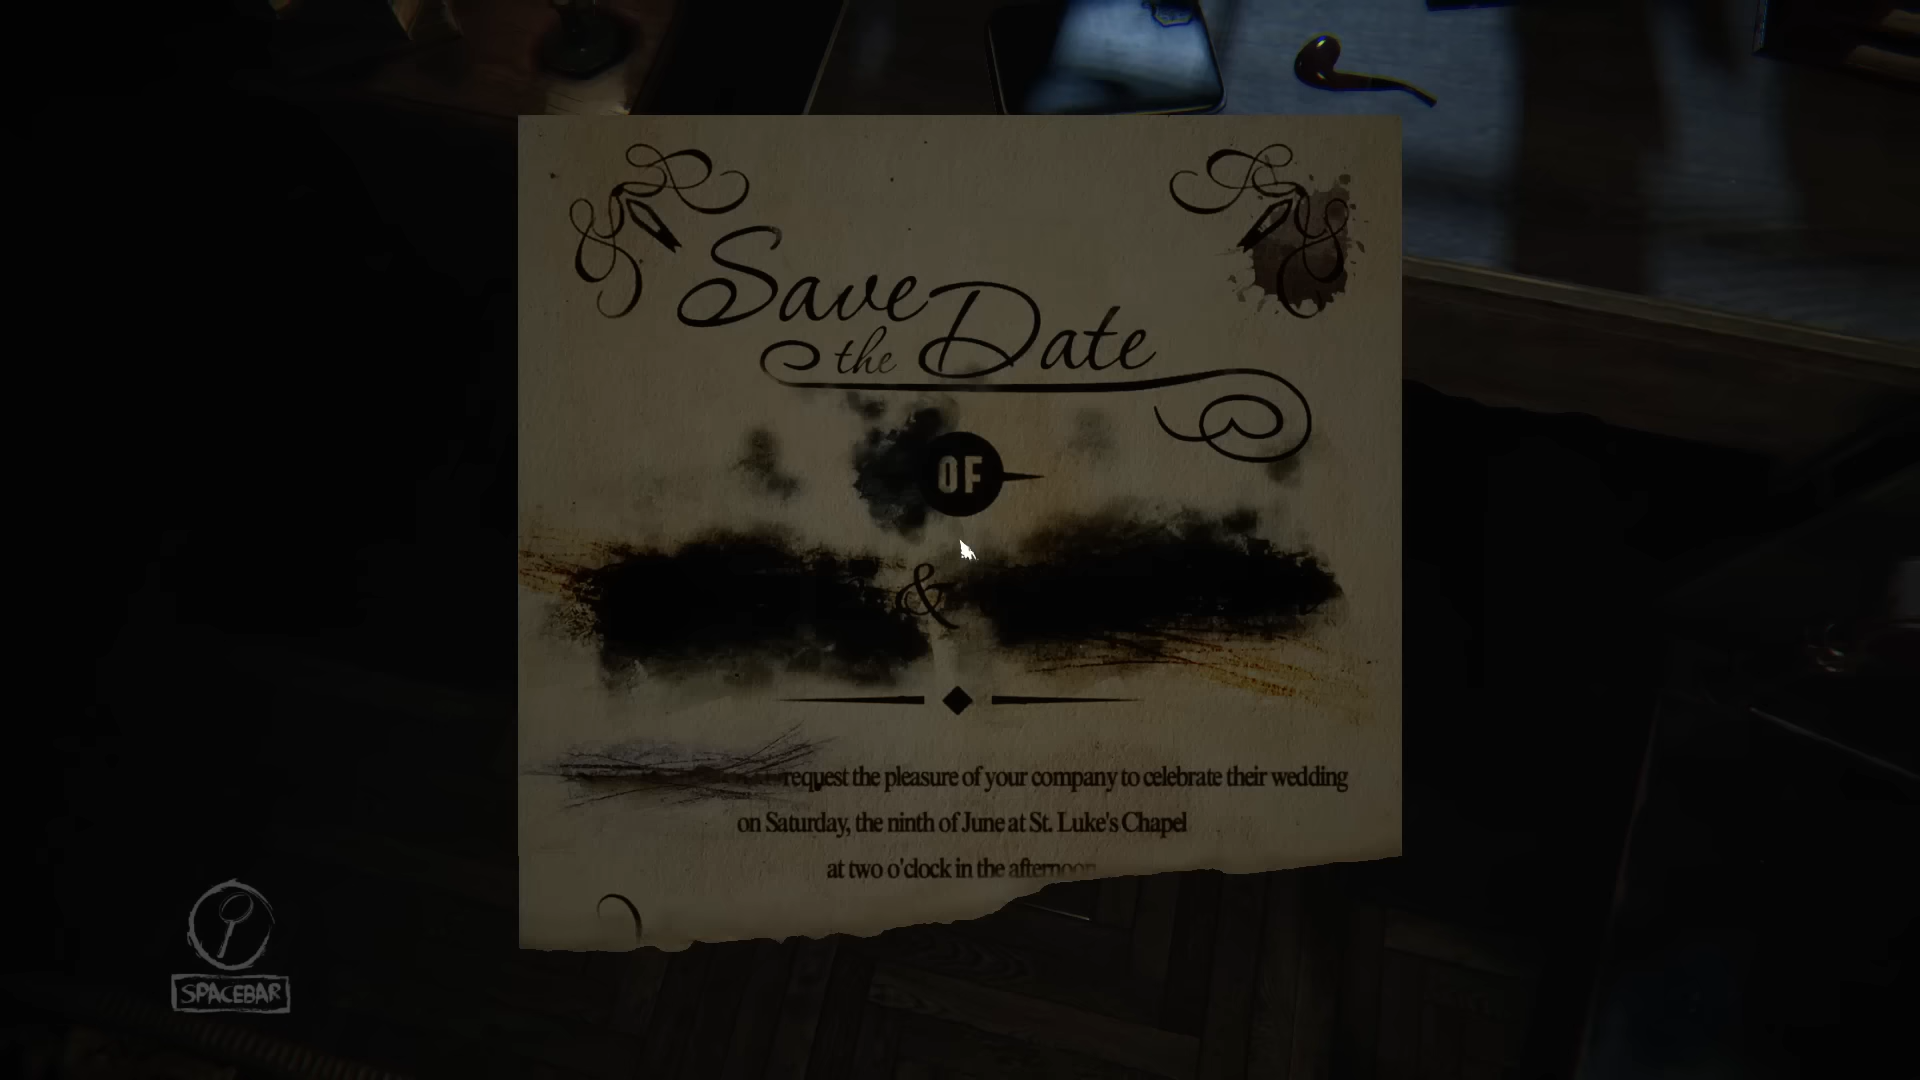 Save
the Date
OF
&
request the pleasure of your company to celebrate their wedding
on Saturday, the ninth of June at St. Luke's Chapel
at two o'clock in the afternoon
SPACEBAR